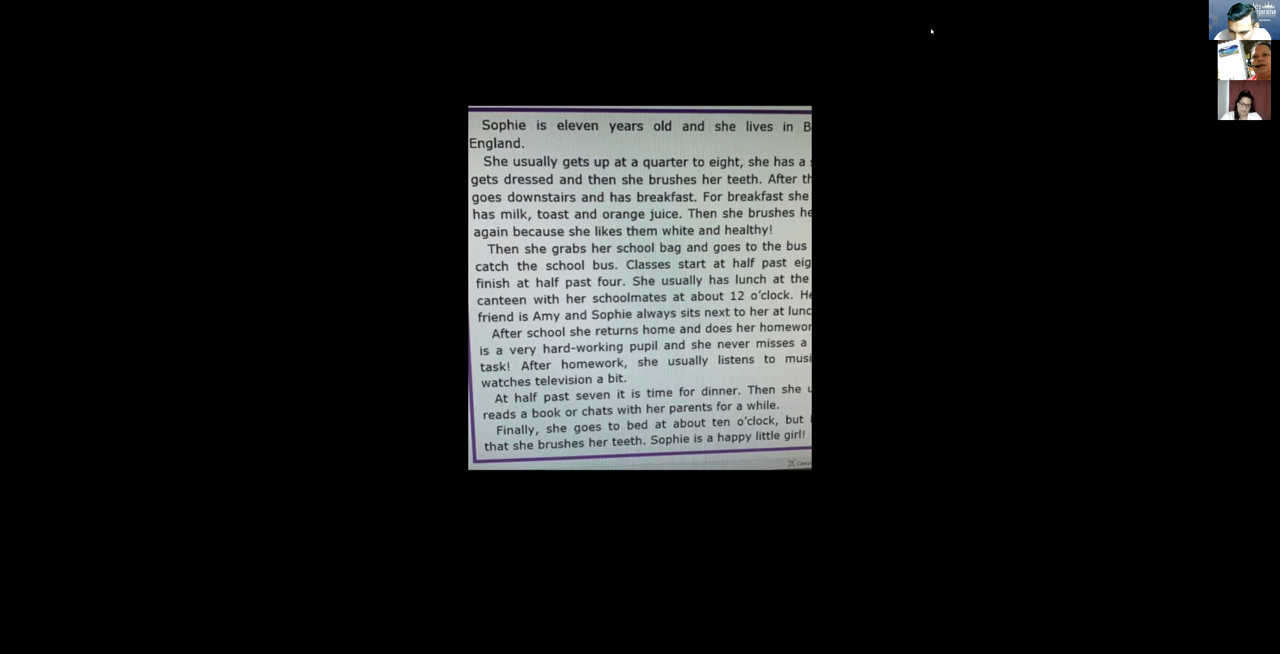 Sophie is eleven years old and she lives in
England.
She usually gets up at a quarter to eight, she has a
gets dressed and then she brushes her teeth. After
goes downstairs and has breakfast. For breakfast she
has milk, toast and orange juice. Then she brushes
again because she likes them white and healthy!
Then she grabs her school bag and goes to the bus
catch the school bus. Classes start at half past
finish at half past four. She usually has lunch at the
canteen with her schoolmates at about 12 o'clock.
friend is Amy and Sophie always sits next to her at
After school she returns home and does her
is a very hard-working pupil and she never misses a
task! After homework, she usually listens to
watches television a bit.
At half past seven it is time for dinner. Then she
reads a book or chats with her parents for a while.
Finally, she goes to bed at about ten o'clock, but
that she brushes her teeth. Sophie is a happy little girl!